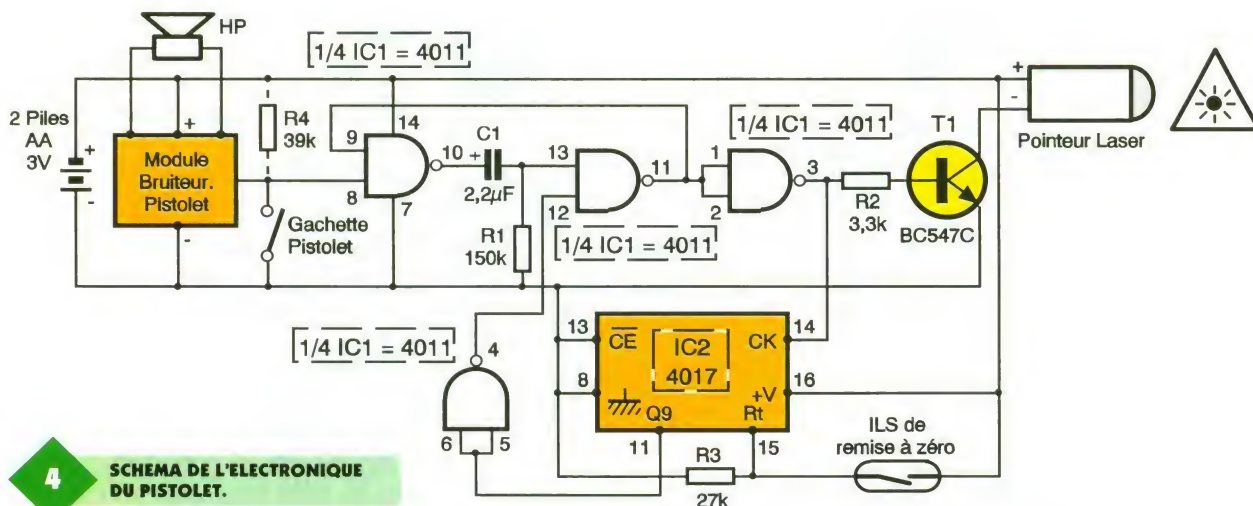 HP
1/4 IC1 = 4011
2 Piles
AA
3V
+
-
+
Module
Bruiteur.
Pistolet
-
R4
39k
Gachette
Pistolet
14
9
8
7
10
C1
+
2,2µF
R1
150k
13
12
11
1/4 IC1 = 4011
1/4 IC1 = 4011
1
2
3
R2
3,3k
T1
BC547C
+
-
Pointeur Laser
1/4 IC1 = 4011
4
6
5
13
CE
8
IC2
4017
CK
14
+V
16
Q9
11
Rt
15
R3
27k
ILS de
remise à zéro
4
SCHEMA DE L'ELECTRONIQUE
DU PISTOLET.